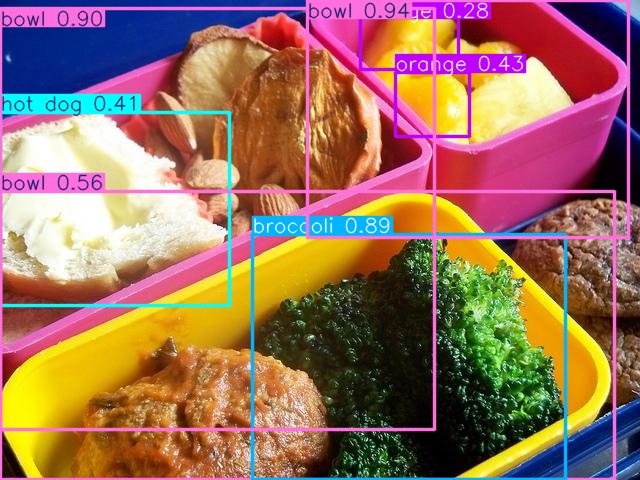 bowl 0.90
bowl 0.94
ge 0.28
orange 0.43
hot dog 0.41
bowl 0.56
broccoli 0.89